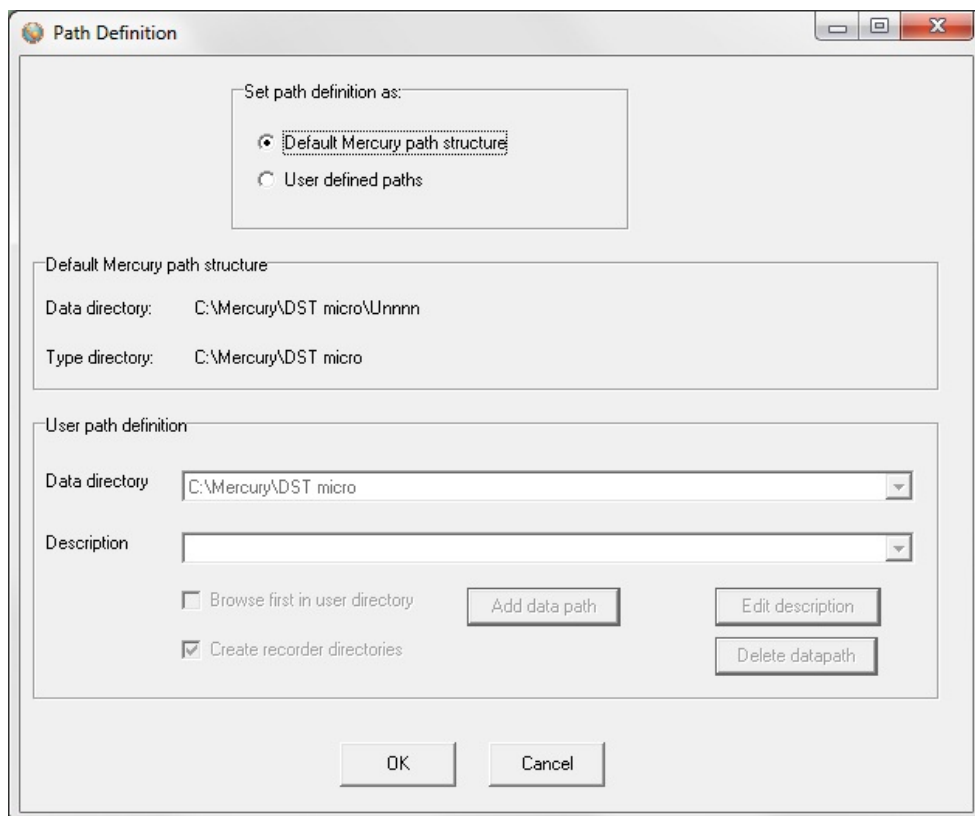 Path Definition
Set path definition as:
Default Mercury path structure
User defined paths
Default Mercury path structure
Data directory: C:\Mercury\DST micro\Unnnn
Type directory: C:\Mercury\DST micro
User path definition
Data directory C:\Mercury\DST micro
Description
Browse first in user directory Add data path Edit description
Create recorder directories Delete datapath
OK Cancel